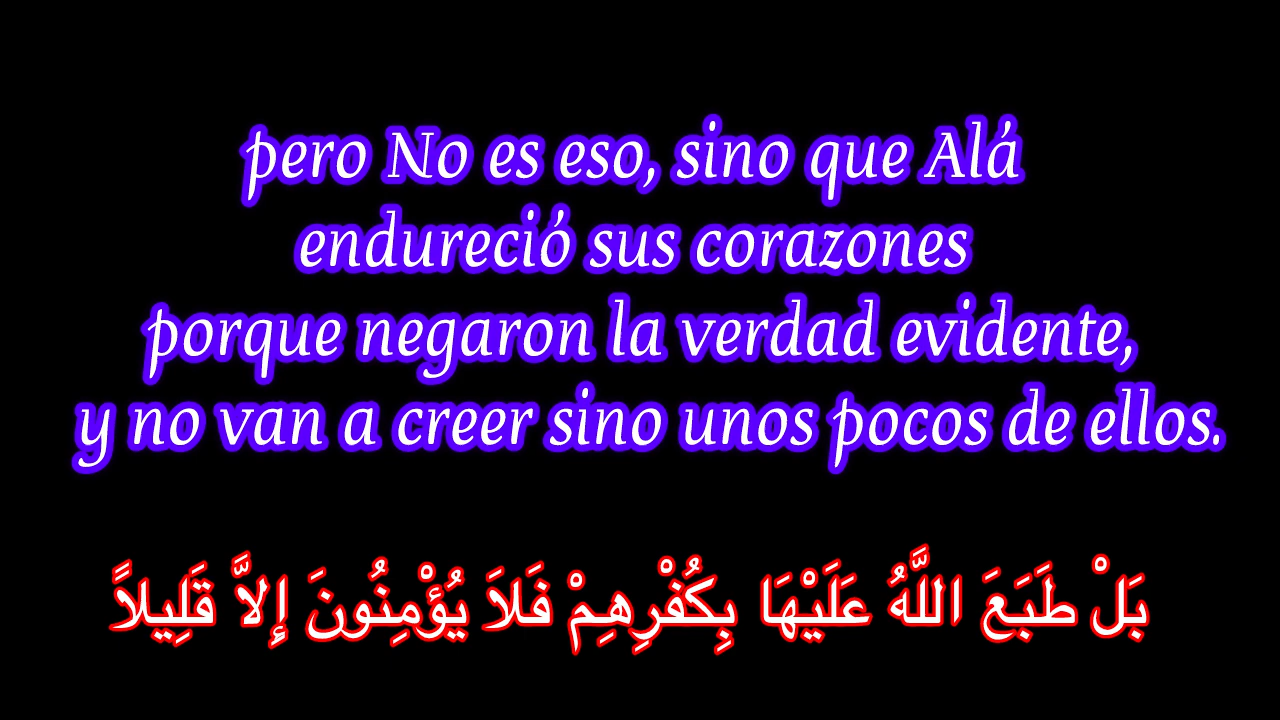 pero No es eso, sino que Alá
endureció sus corazones
porque negaron la verdad evidente,
y no van a creer sino unos pocos de ellos.
بَلْ طَبَعَ اللَّهُ عَلَيْهَا بِكُفْرِهِمْ فَلاَ يُؤْمِنُونَ إِلاَّ قَلِيلاً